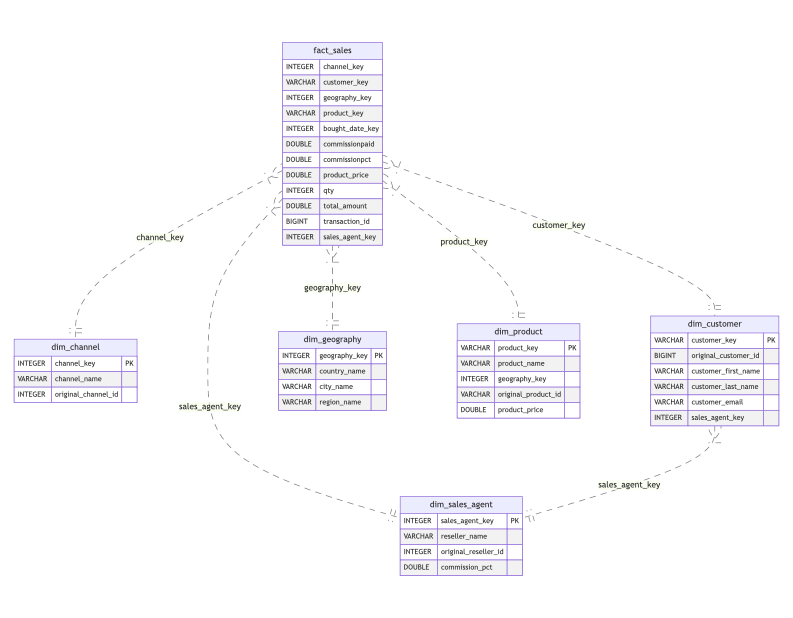 fact_sales
INTEGER channel_key
VARCHAR customer_key
INTEGER geography_key
VARCHAR product_key
INTEGER bought_date_key
DOUBLE commissionpaid
DOUBLE commissionpct
DOUBLE product_price
INTEGER qty
DOUBLE total_amount
BIGINT transaction_id
INTEGER sales_agent_key
channel_key
geography_key
product_key
customer_key
dim_channel
INTEGER channel_key PK
VARCHAR channel_name
INTEGER original_channel_id
dim_geography
INTEGER geography_key PK
VARCHAR country_name
VARCHAR city_name
VARCHAR region_name
dim_product
VARCHAR product_key PK
VARCHAR product_name
INTEGER geography_key
VARCHAR original_product_id
DOUBLE product_price
dim_customer
VARCHAR customer_key PK
BIGINT original_customer_id
VARCHAR customer_first_name
VARCHAR customer_last_name
VARCHAR customer_email
INTEGER sales_agent_key
sales_agent_key
sales_agent_key
dim_sales_agent
INTEGER sales_agent_key PK
VARCHAR reseller_name
INTEGER original_reseller_id
DOUBLE commission_pct